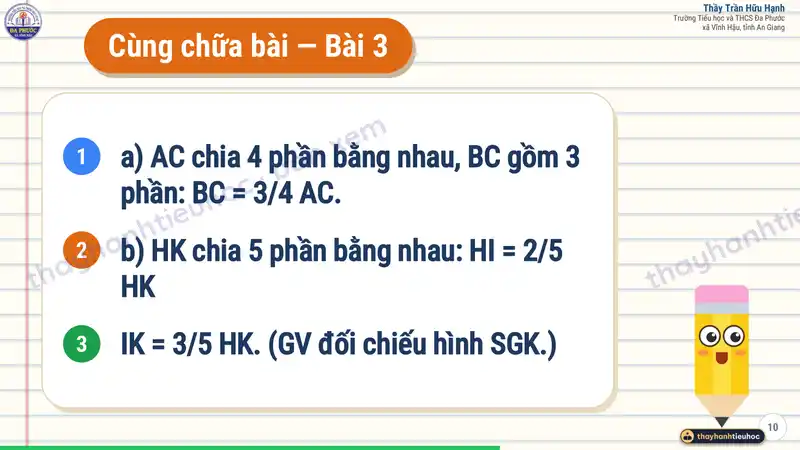 Thầy Trần Hữu Hạnh
Trường Tiểu học và THCS Đa Phước
xã Vĩnh Hậu, tỉnh An Giang
ĐA PHƯỚC
Cùng chữa bài — Bài 3
1
a) AC chia 4 phần bằng nhau, BC gồm 3
phần: BC = 3/4 AC.
2
b) HK chia 5 phần bằng nhau: HI = 2/5
HK
3
IK = 3/5 HK. (GV đối chiếu hình SGK.)
10
thayhanhtieuhoc